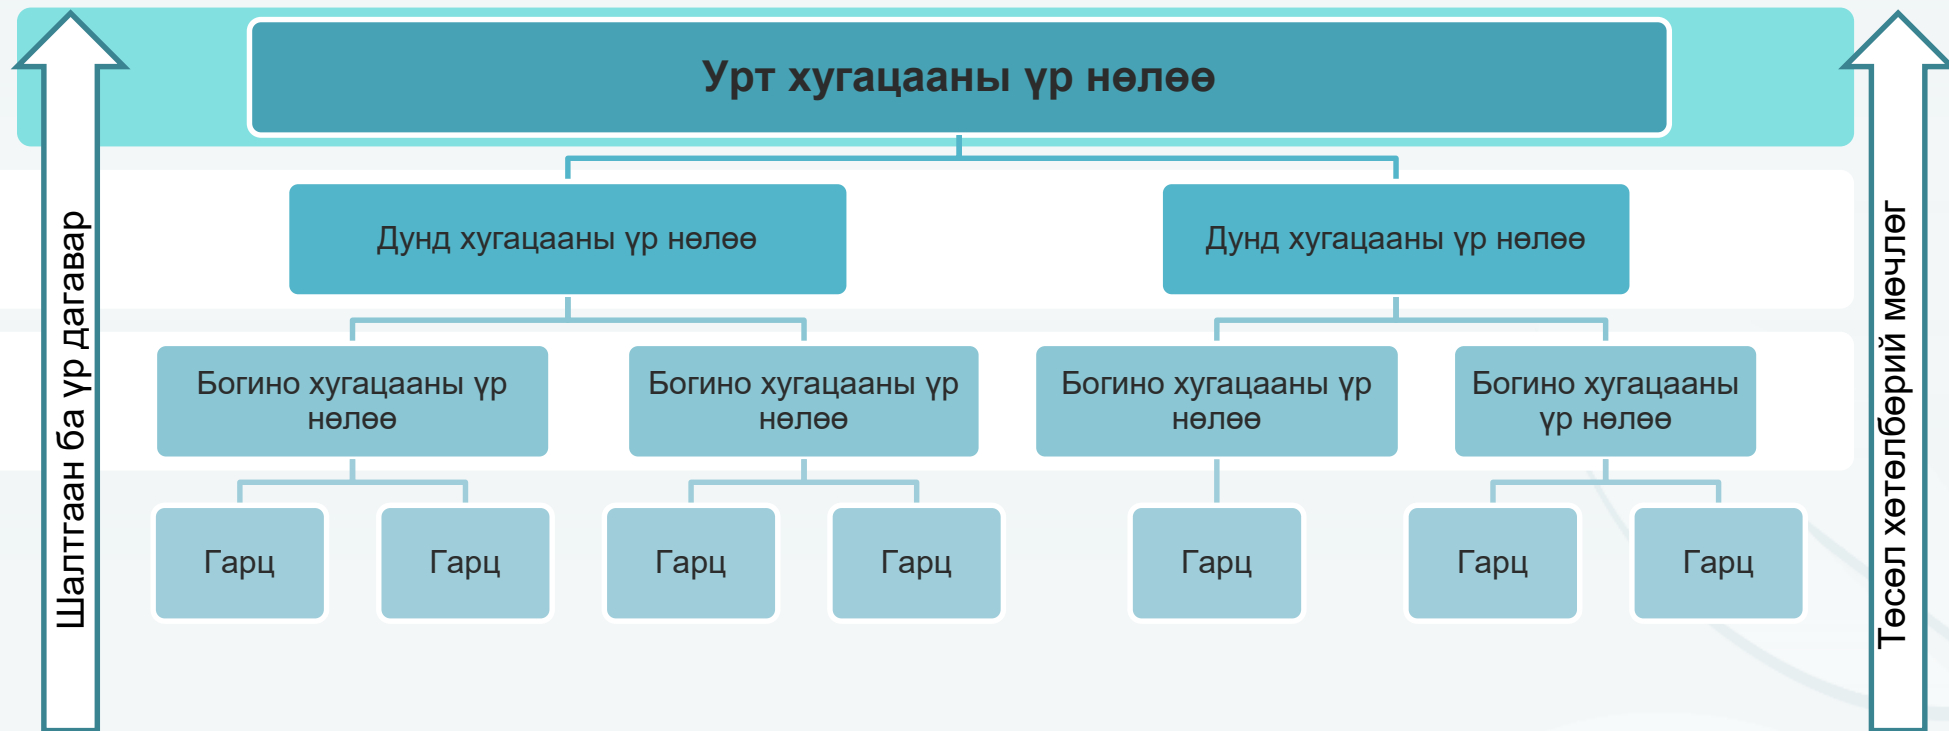 Урт хугацааны үр нөлөө
Дунд хугацааны үр нөлөө
Дунд хугацааны үр нөлөө
Богино хугацааны үр
нөлөө
Богино хугацааны үр
нөлөө
Богино хугацааны үр
нөлөө
Богино хугацааны
үр нөлөө
Гарц
Гарц
Гарц
Гарц
Гарц
Гарц
Гарц
Шалтгаан ба үр дагавар
Төсөл хөтөлбөрийн мөчлөг